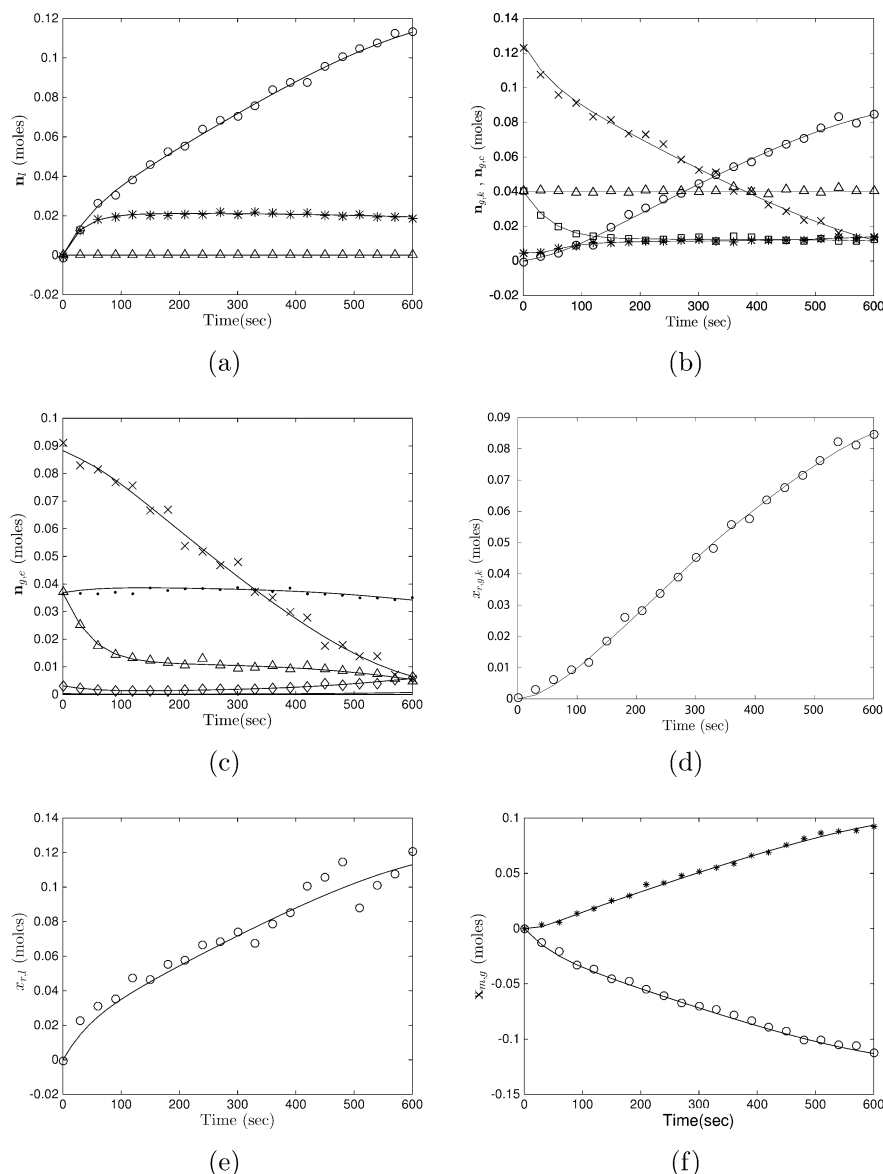 0.12
0.1
0.08
0.06
0.04
0.02
0
-0.02
n_l (moles)
0 100 200 300 400 500 600
Time(sec)
(a)
0.14
0.12
0.1
0.08
0.06
0.04
0.02
0
-0.02
n_{g,k} , n_{g,c} (moles)
0 100 200 300 400 500 600
Time (sec)
(b)
0.1
0.09
0.08
0.07
0.06
0.05
0.04
0.03
0.02
0.01
0
n_{g,e} (moles)
0 100 200 300 400 500 600
Time(sec)
(c)
0.09
0.08
0.07
0.06
0.05
0.04
0.03
0.02
0.01
0
x_{r,g,k} (moles)
0 100 200 300 400 500 600
Time (sec)
(d)
0.14
0.12
0.1
0.08
0.06
0.04
0.02
0
-0.02
x_{r,l} (moles)
0 100 200 300 400 500 600
Time (sec)
(e)
0.1
0.05
0
-0.05
-0.1
-0.15
x_{m,g} (moles)
0 100 200 300 400 500 600
Time(sec)
(f)